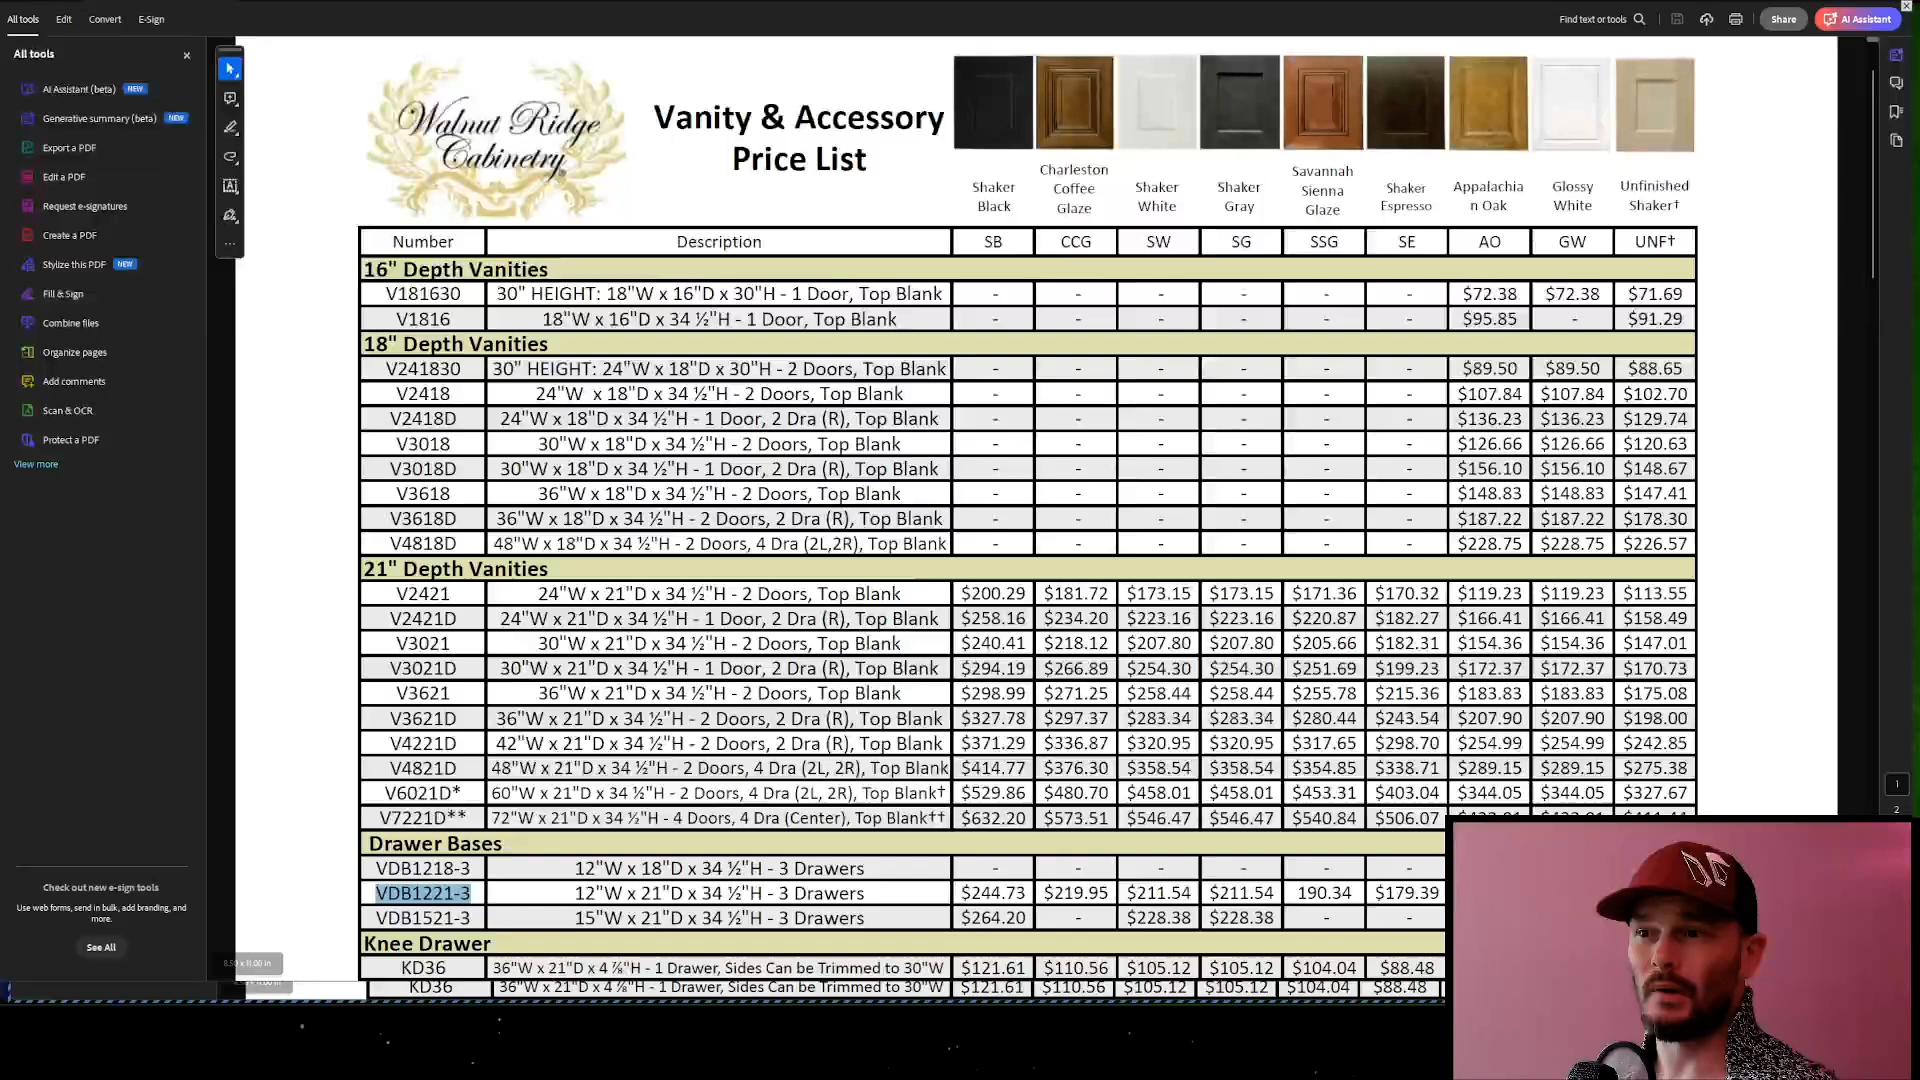 All tools Edit Convert E-Sign Find text or tools Share AI Assistant
All tools
AI Assistant (beta) NEW
Generative summary (beta) NEW
Export a PDF
Edit a PDF
Request e-signatures
Create a PDF
Stylize this PDF NEW
Fill & Sign
Combine files
Organize pages
Add comments
Scan & OCR
Protect a PDF
View more
Check out new e-sign tools
Use web forms, send in bulk, add branding, and
more.
See All
8.50 x 11.00 in
Walnut Ridge
Cabinetry
Vanity & Accessory
Price List
Shaker
Black
Charleston
Coffee
Glaze
Shaker
White
Shaker
Gray
Savannah
Sienna
Glaze
Shaker
Espresso
Appalachia
n Oak
Glossy
White
Unfinished
Shaker†
Number Description SB CCG SW SG SSG SE AO GW UNF†
16" Depth Vanities
V181630 30" HEIGHT: 18"W x 16"D x 30"H - 1 Door, Top Blank - - - - - - $72.38 $72.38 $71.69
V1816 18"W x 16"D x 34 ½"H - 1 Door, Top Blank - - - - - - $95.85 - $91.29
18" Depth Vanities
V241830 30" HEIGHT: 24"W x 18"D x 30"H - 2 Doors, Top Blank - - - - - - $89.50 $89.50 $88.65
V2418 24"W x 18"D x 34 ½"H - 2 Doors, Top Blank - - - - - - $107.84 $107.84 $102.70
V2418D 24"W x 18"D x 34 ½"H - 1 Door, 2 Dra (R), Top Blank - - - - - - $136.23 $136.23 $129.74
V3018 30"W x 18"D x 34 ½"H - 2 Doors, Top Blank - - - - - - $126.66 $126.66 $120.63
V3018D 30"W x 18"D x 34 ½"H - 1 Door, 2 Dra (R), Top Blank - - - - - - $156.10 $156.10 $148.67
V3618 36"W x 18"D x 34 ½"H - 2 Doors, Top Blank - - - - - - $148.83 $148.83 $147.41
V3618D 36"W x 18"D x 34 ½"H - 2 Doors, 2 Dra (R), Top Blank - - - - - - $187.22 $187.22 $178.30
V4818D 48"W x 18"D x 34 ½"H - 2 Doors, 4 Dra (2L,2R), Top Blank - - - - - - $228.75 $228.75 $226.57
21" Depth Vanities
V2421 24"W x 21"D x 34 ½"H - 2 Doors, Top Blank $200.29 $181.72 $173.15 $173.15 $171.36 $170.32 $119.23 $119.23 $113.55
V2421D 24"W x 21"D x 34 ½"H - 1 Door, 2 Dra (R), Top Blank $258.16 $234.20 $223.16 $223.16 $220.87 $182.27 $166.41 $166.41 $158.49
V3021 30"W x 21"D x 34 ½"H - 2 Doors, Top Blank $240.41 $218.12 $207.80 $207.80 $205.66 $182.31 $154.36 $154.36 $147.01
V3021D 30"W x 21"D x 34 ½"H - 1 Door, 2 Dra (R), Top Blank $294.19 $266.89 $254.30 $254.30 $251.69 $199.23 $172.37 $172.37 $170.73
V3621 36"W x 21"D x 34 ½"H - 2 Doors, Top Blank $298.99 $271.25 $258.44 $258.44 $255.78 $215.36 $183.83 $183.83 $175.08
V3621D 36"W x 21"D x 34 ½"H - 2 Doors, 2 Dra (R), Top Blank $327.78 $297.37 $283.34 $283.34 $280.44 $243.54 $207.90 $207.90 $198.00
V4221D 42"W x 21"D x 34 ½"H - 2 Doors, 2 Dra (R), Top Blank $371.29 $336.87 $320.95 $320.95 $317.65 $298.70 $254.99 $254.99 $242.85
V4821D 48"W x 21"D x 34 ½"H - 2 Doors, 4 Dra (2L, 2R), Top Blank $414.77 $376.30 $358.54 $358.54 $354.85 $338.71 $289.15 $289.15 $275.38
V6021D* 60"W x 21"D x 34 ½"H - 2 Doors, 4 Dra (2L, 2R), Top Blank† $529.86 $480.70 $458.01 $458.01 $453.31 $403.04 $344.05 $344.05 $327.67
V7221D** 72"W x 21"D x 34 ½"H - 4 Doors, 4 Dra (Center), Top Blank†† $632.20 $573.51 $546.47 $546.47 $540.84 $506.07
Drawer Bases
VDB1218-3 12"W x 18"D x 34 ½"H - 3 Drawers - - - - - -
VDB1221-3 12"W x 21"D x 34 ½"H - 3 Drawers $244.73 $219.95 $211.54 $211.54 190.34 $179.39
VDB1521-3 15"W x 21"D x 34 ½"H - 3 Drawers $264.20 - $228.38 $228.38 - -
Knee Drawer
KD36 36"W x 21"D x 4 ⅞"H - 1 Drawer, Sides Can be Trimmed to 30"W $121.61 $110.56 $105.12 $105.12 $104.04 $88.48
KD36 36"W x 21"D x 4 ⅞"H - 1 Drawer, Sides Can be Trimmed to 30"W $121.61 $110.56 $105.12 $105.12 $104.04 $88.48
1
2